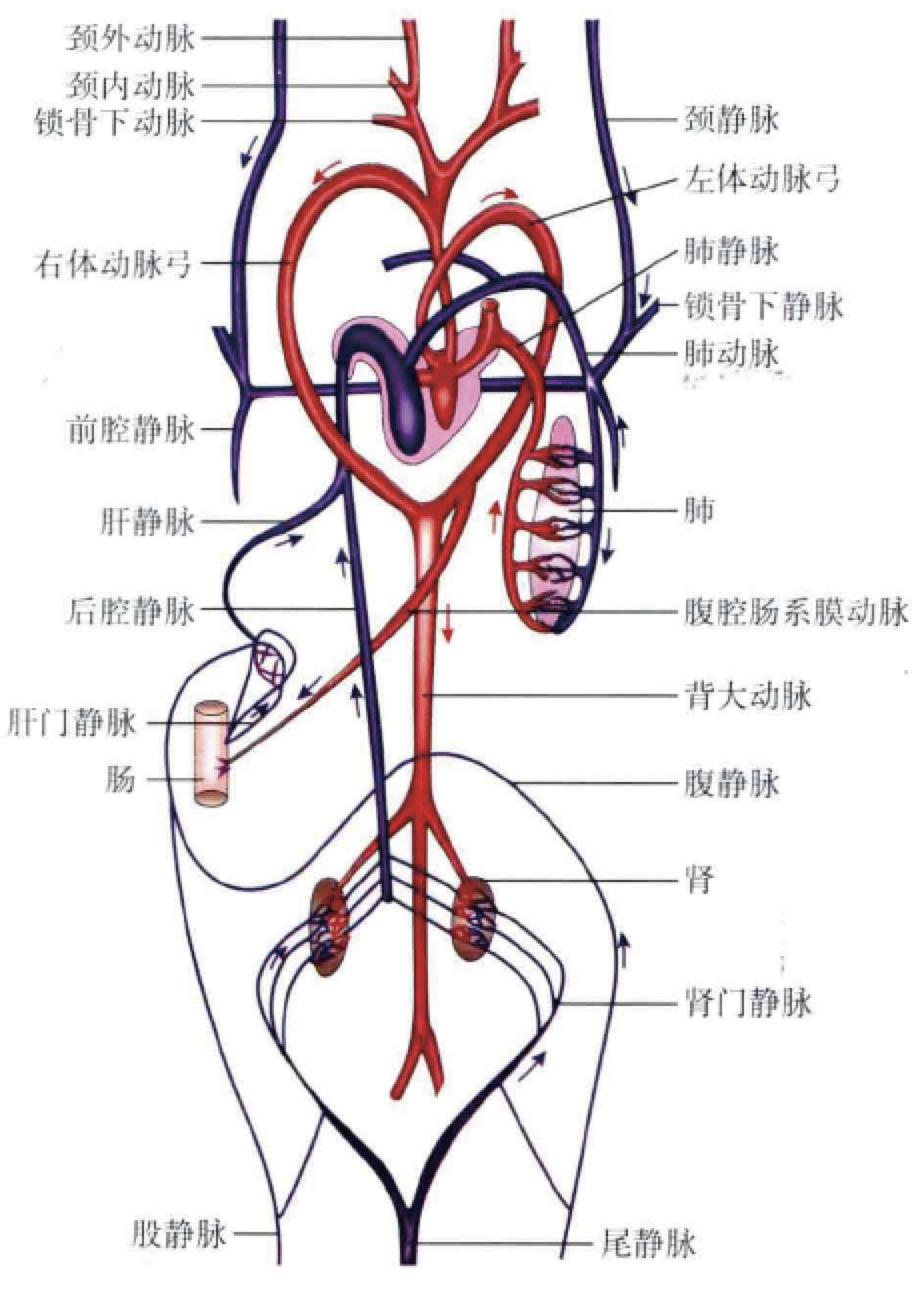 颈外动脉
颈内动脉
锁骨下动脉
颈静脉
左体动脉弓
右体动脉弓
肺静脉
锁骨下静脉
肺动脉
前腔静脉
肺
肝静脉
后腔静脉
腹腔肠系膜动脉
背大动脉
肝门静脉
肠
腹静脉
肾
肾门静脉
股静脉
尾静脉